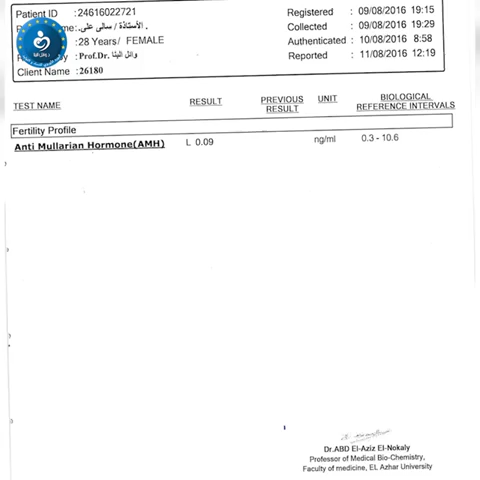 Patient ID :24616022721
Registered : 09/08/2016 19:15
الأستاذة / سالى على.
Collected : 09/08/2016 19:29
:28 Years/ FEMALE
Authenticated : 10/08/2016 8:58
: Prof.Dr. وائل البنا
Reported : 11/08/2016 12:19
Client Name :26180
TEST NAME RESULT PREVIOUS RESULT UNIT BIOLOGICAL REFERENCE INTERVALS
Fertility Profile
Anti Mullarian Hormone(AMH) L 0.09 ng/ml 0.3 - 10.6
Dr.ABD El-Aziz El-Nokaly
Professor of Medical Bio-Chemistry,
Faculty of medicine, EL Azhar University